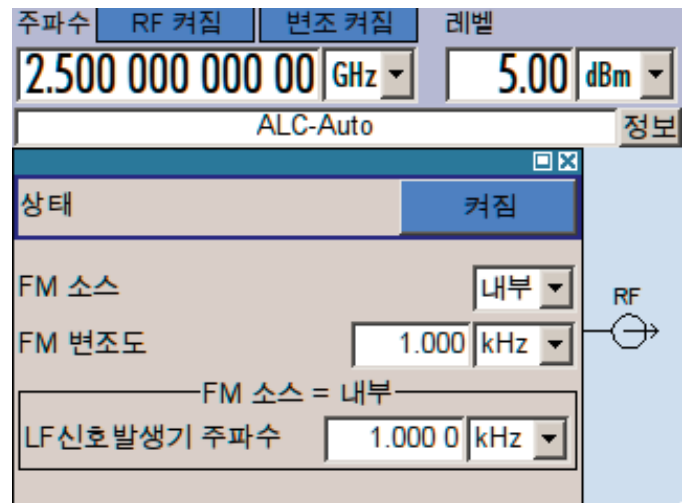 주파수 RF 켜짐 변조 켜짐 레벨
2.500 000 000 00 GHz 5.00 dBm
ALC-Auto 정보
상태 켜짐
FM 소스 내부
RF
FM 변조도 1.000 kHz
FM 소스 = 내부
LF신호발생기 주파수 1.000 0 kHz